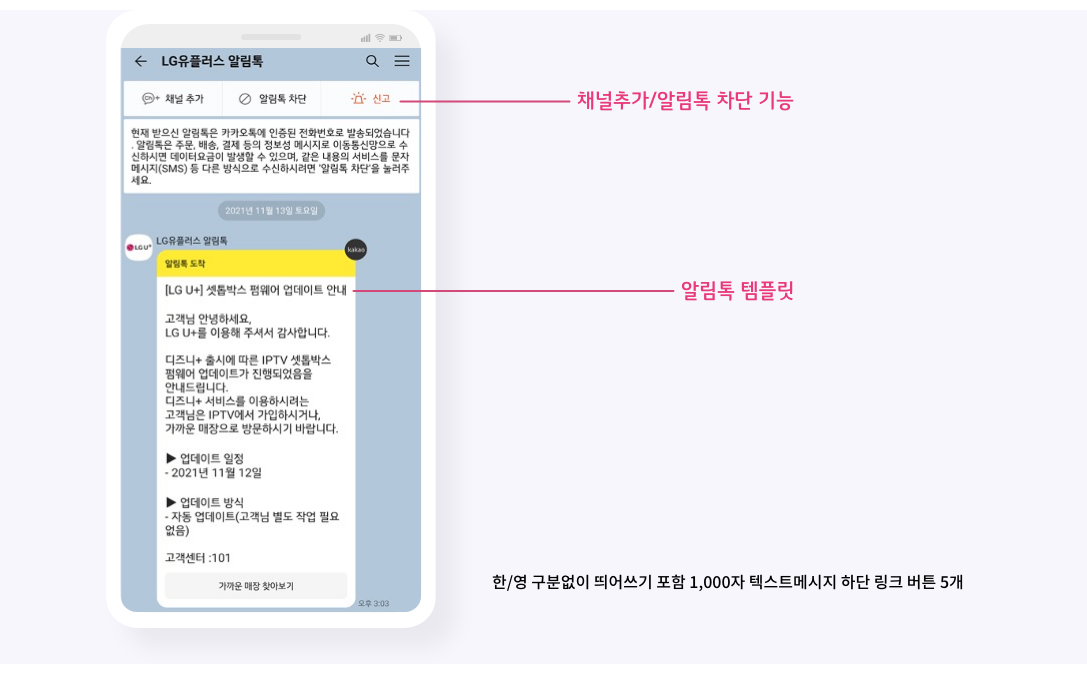 LG유플러스 알림톡
Ch+ 채널 추가
알림톡 차단
신고
채널추가/알림톡 차단 기능
현재 받으신 알림톡은 카카오톡에 인증된 전화번호로 발송되었습니다
. 알림톡은 주문, 배송, 결제 등의 정보성 메시지로 이동통신망으로 수
신하시면 데이터요금이 발생할 수 있으며, 같은 내용의 서비스를 문자
메시지(SMS) 등 다른 방식으로 수신하시려면 '알림톡 차단'을 눌러주
세요.
2021년 11월 13일 토요일
LG유플러스 알림톡
LG U+
kakao
알림톡 도착
[LG U+] 셋톱박스 펌웨어 업데이트 안내
알림톡 템플릿
고객님 안녕하세요,
LG U+를 이용해 주셔서 감사합니다.
디즈니+ 출시에 따른 IPTV 셋톱박스
펌웨어 업데이트가 진행되었음을
안내드립니다.
디즈니+ 서비스를 이용하시려는
고객님은 IPTV에서 가입하시거나,
가까운 매장으로 방문하시기 바랍니다.
▶ 업데이트 일정
- 2021년 11월 12일
▶ 업데이트 방식
- 자동 업데이트(고객님 별도 작업 필요
없음)
고객센터 :101
가까운 매장 찾아보기
오후 3:03
한/영 구분없이 띄어쓰기 포함 1,000자 텍스트메시지 하단 링크 버튼 5개